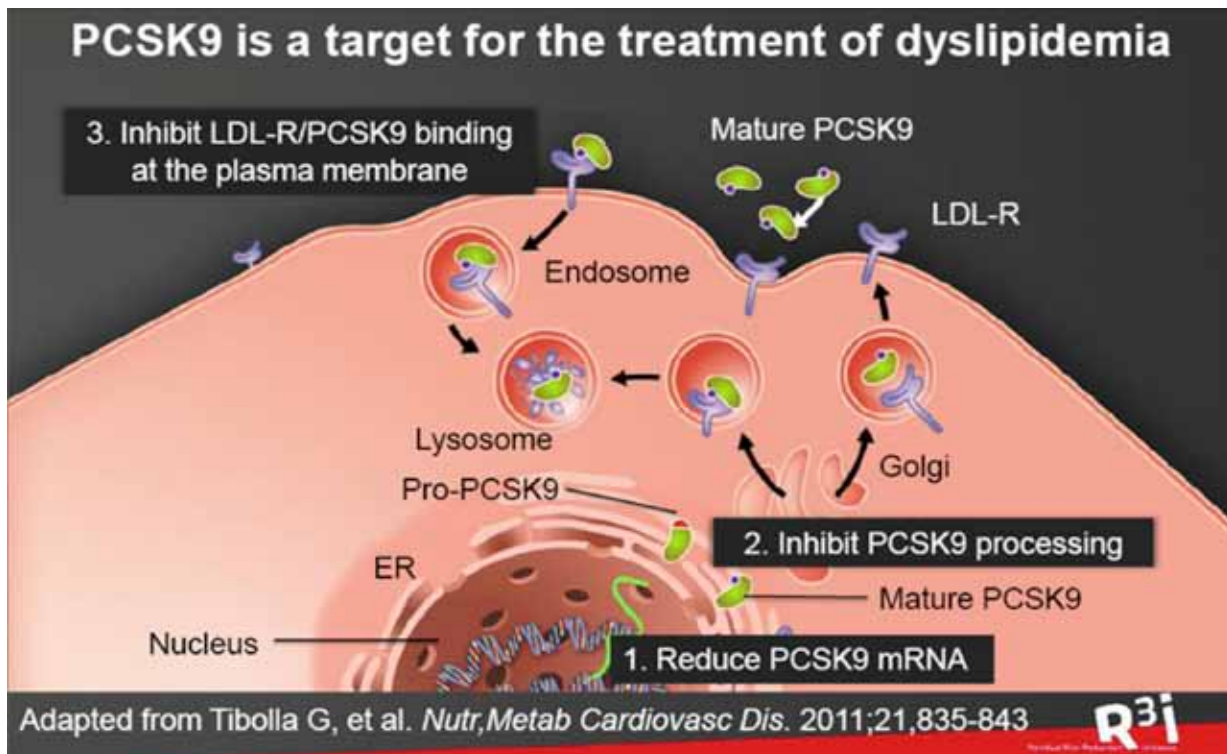 PCSK9 is a target for the treatment of dyslipidemia
3. Inhibit LDL-R/PCSK9 binding
at the plasma membrane
Mature PCSK9
LDL-R
Endosome
Lysosome
Golgi
Pro-PCSK9
2. Inhibit PCSK9 processing
ER
Mature PCSK9
Nucleus
1. Reduce PCSK9 mRNA
Adapted from Tibolla G, et al. Nutr,Metab Cardiovasc Dis. 2011;21,835-843
R3i